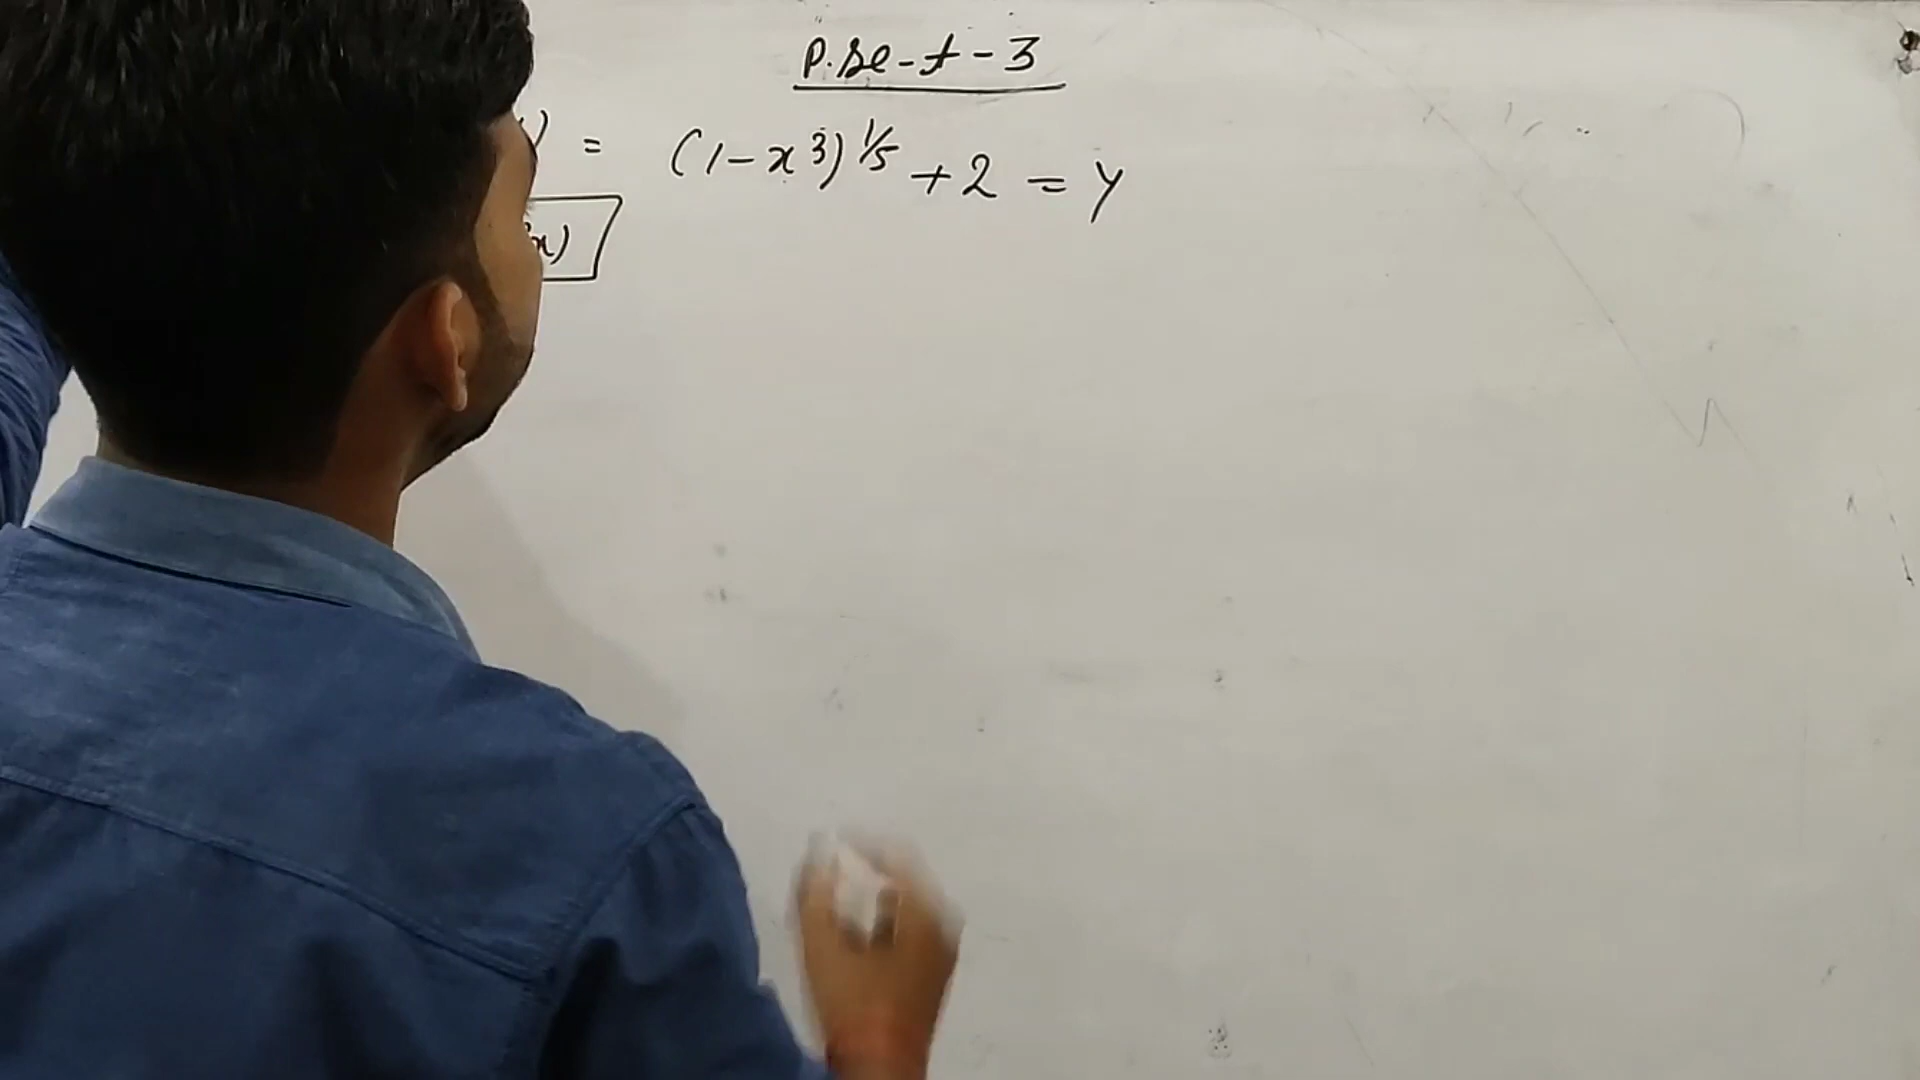 P.Se-t-3
) = (1-x3)1/5 +2 = y
x)